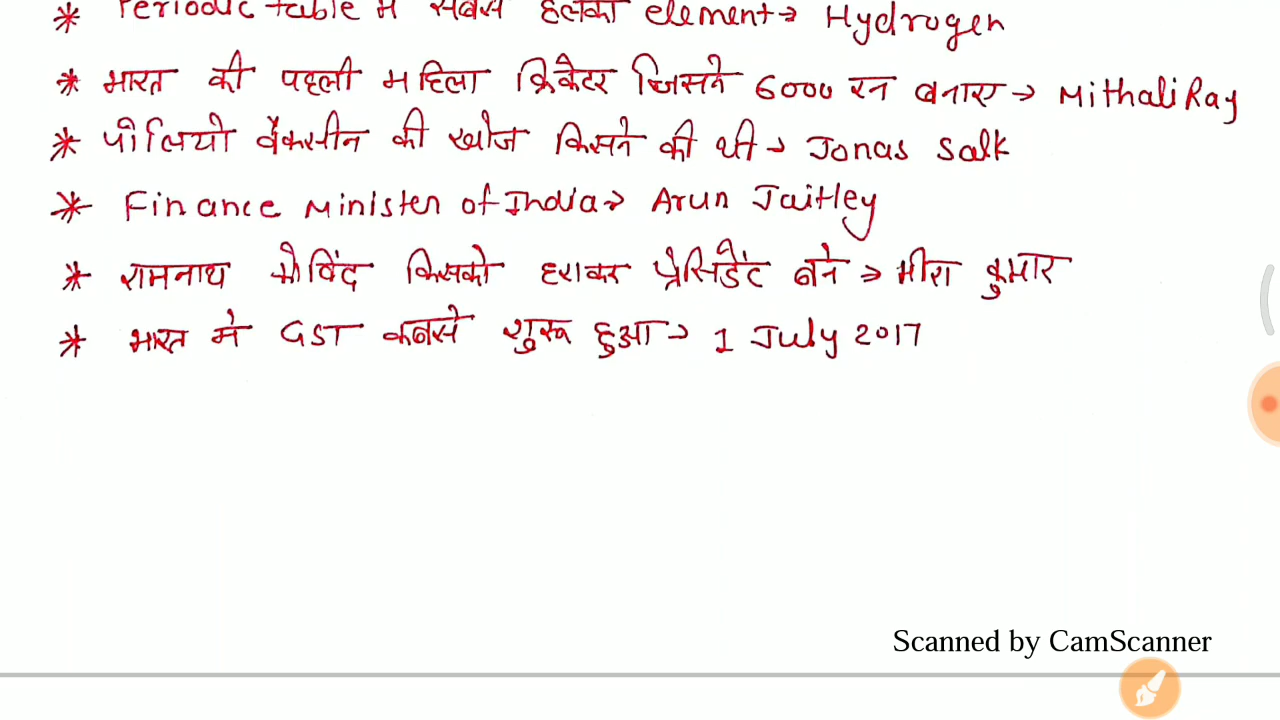 * Periodic table में सबसे हलका element → Hydrogen
* भारत की पहली महिला क्रिकेटर जिसने 6000 रन बनाए → Mithali Ray
* पोलियो वैक्सीन की खोज किसने की थी → Jonas Salk
* Finance Minister of India → Arun Jaitley
* रामनाथ कोविंद किसको हराकर प्रेसिडेंट बने → मीरा कुमार
* भारत मे GST कबसे शुरू हुआ → 1 July 2017
Scanned by CamScanner